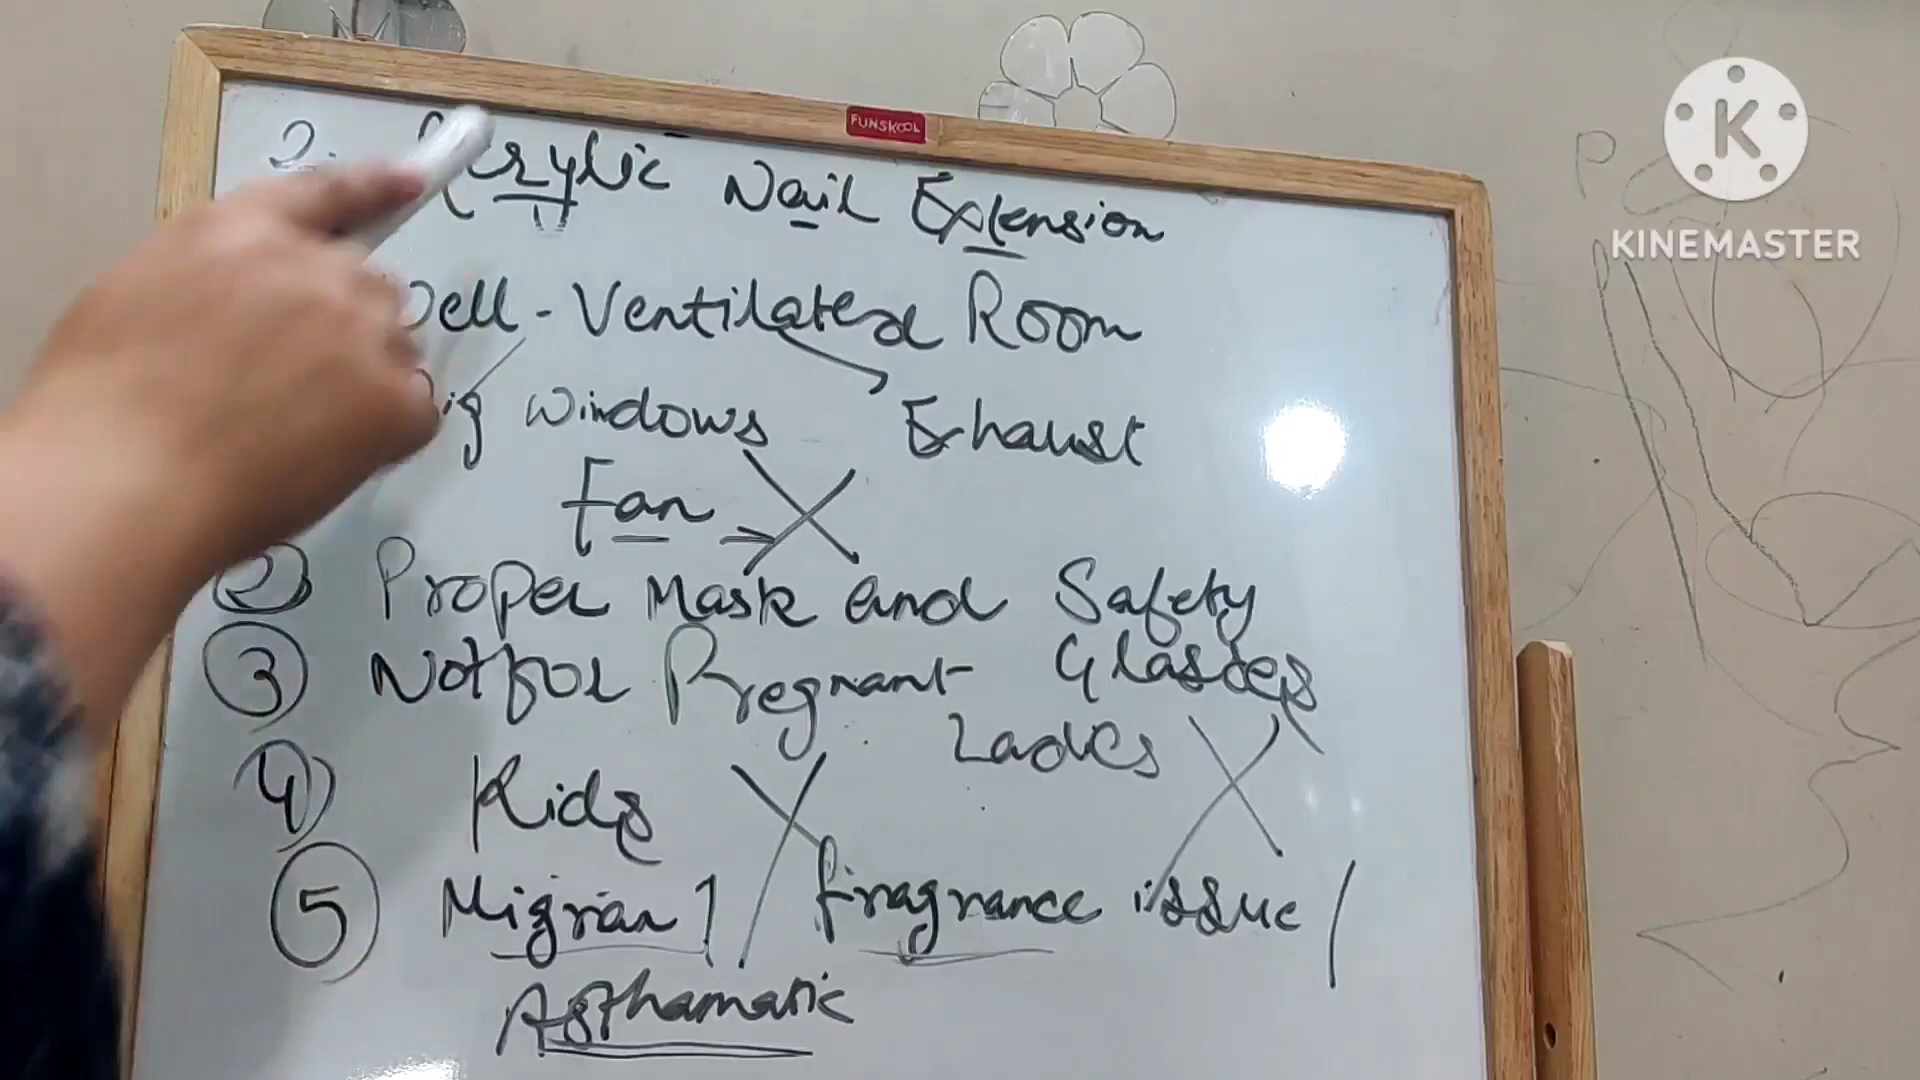 FUNSKOOL
K
KINEMASTER
2. Acrylic Nail Extension
Well-Ventilated Room
Big Windows Exhaust
Fan
② Proper Mask and Safety
Glasses
③ Not for Pregnant
Ladies
④ Kids
⑤ Migrian / fragrance issue /
Asthamatic